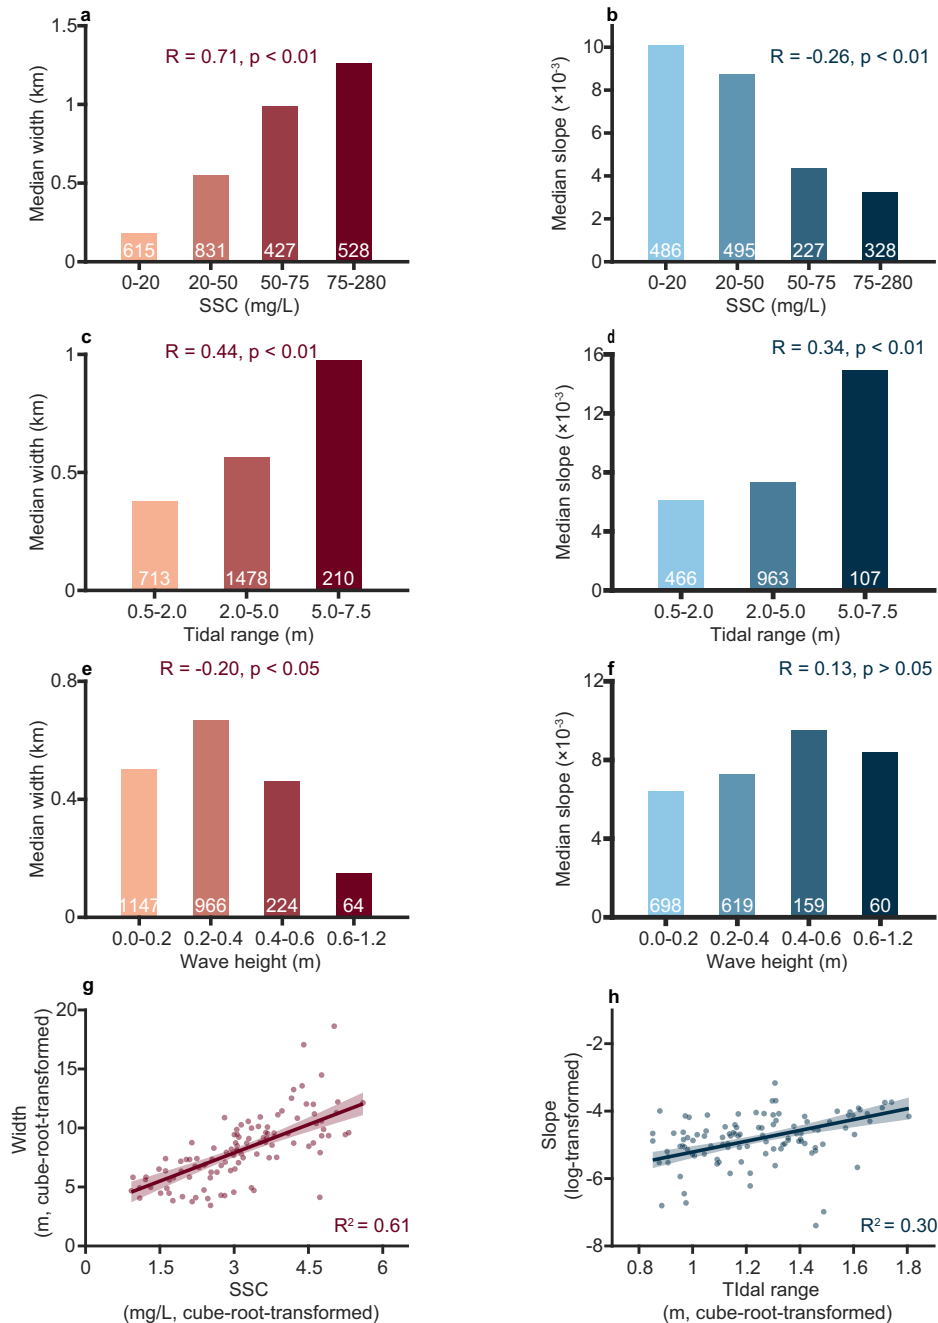 a
R = 0.71, p < 0.01
Median width (km)
1.5
1
0.5
0
615
831
427
528
0-20
20-50
50-75
75-280
SSC (mg/L)
b
R = -0.26, p < 0.01
Median slope (×10⁻³)
10
8
6
4
2
0
486
495
227
328
0-20
20-50
50-75
75-280
SSC (mg/L)
c
R = 0.44, p < 0.01
Median width (km)
1
0.5
0
713
1478
210
0.5-2.0
2.0-5.0
5.0-7.5
Tidal range (m)
d
R = 0.34, p < 0.01
Median slope (×10⁻³)
16
12
8
4
0
466
963
107
0.5-2.0
2.0-5.0
5.0-7.5
Tidal range (m)
e
R = -0.20, p < 0.05
Median width (km)
0.8
0.4
0
1147
966
224
64
0.0-0.2
0.2-0.4
0.4-0.6
0.6-1.2
Wave height (m)
f
R = 0.13, p > 0.05
Median slope (×10⁻³)
12
8
4
0
698
619
159
60
0.0-0.2
0.2-0.4
0.4-0.6
0.6-1.2
Wave height (m)
g
Width
(m, cube-root-transformed)
20
15
10
5
0
R² = 0.61
0
1.5
3
4.5
6
SSC
(mg/L, cube-root-transformed)
h
Slope
(log-transformed)
-2
-4
-6
-8
R² = 0.30
0.8
1
1.2
1.4
1.6
1.8
TIdal range
(m, cube-root-transformed)